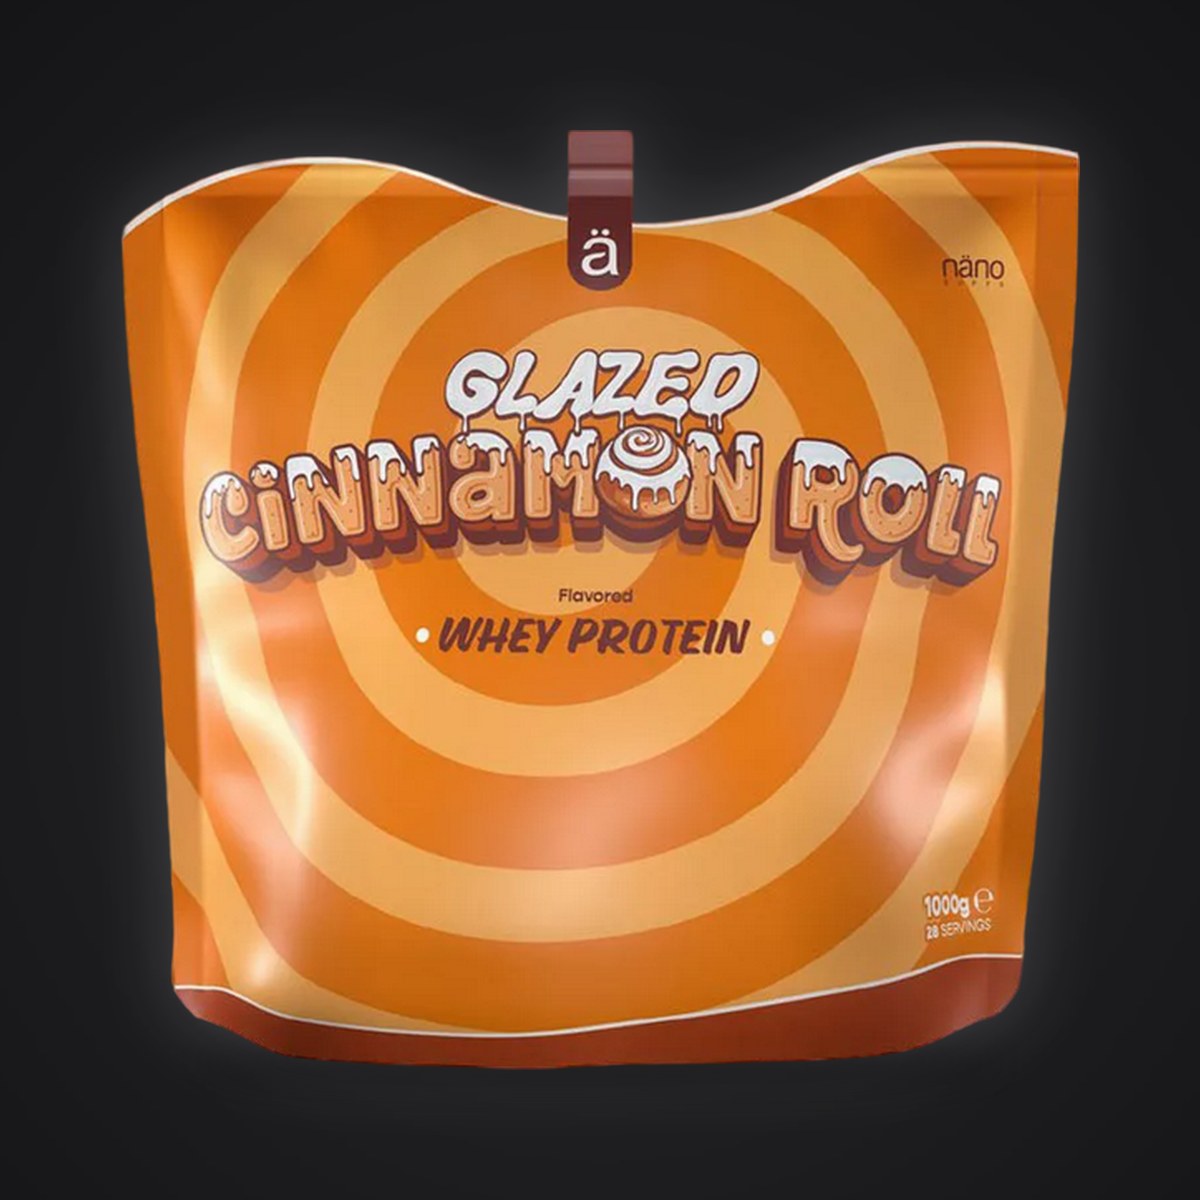 ä
näno
GLAZED
CiNNaMON ROLL
Flavored
WHEY PROTEIN
1000g ℮
28 SERVINGS